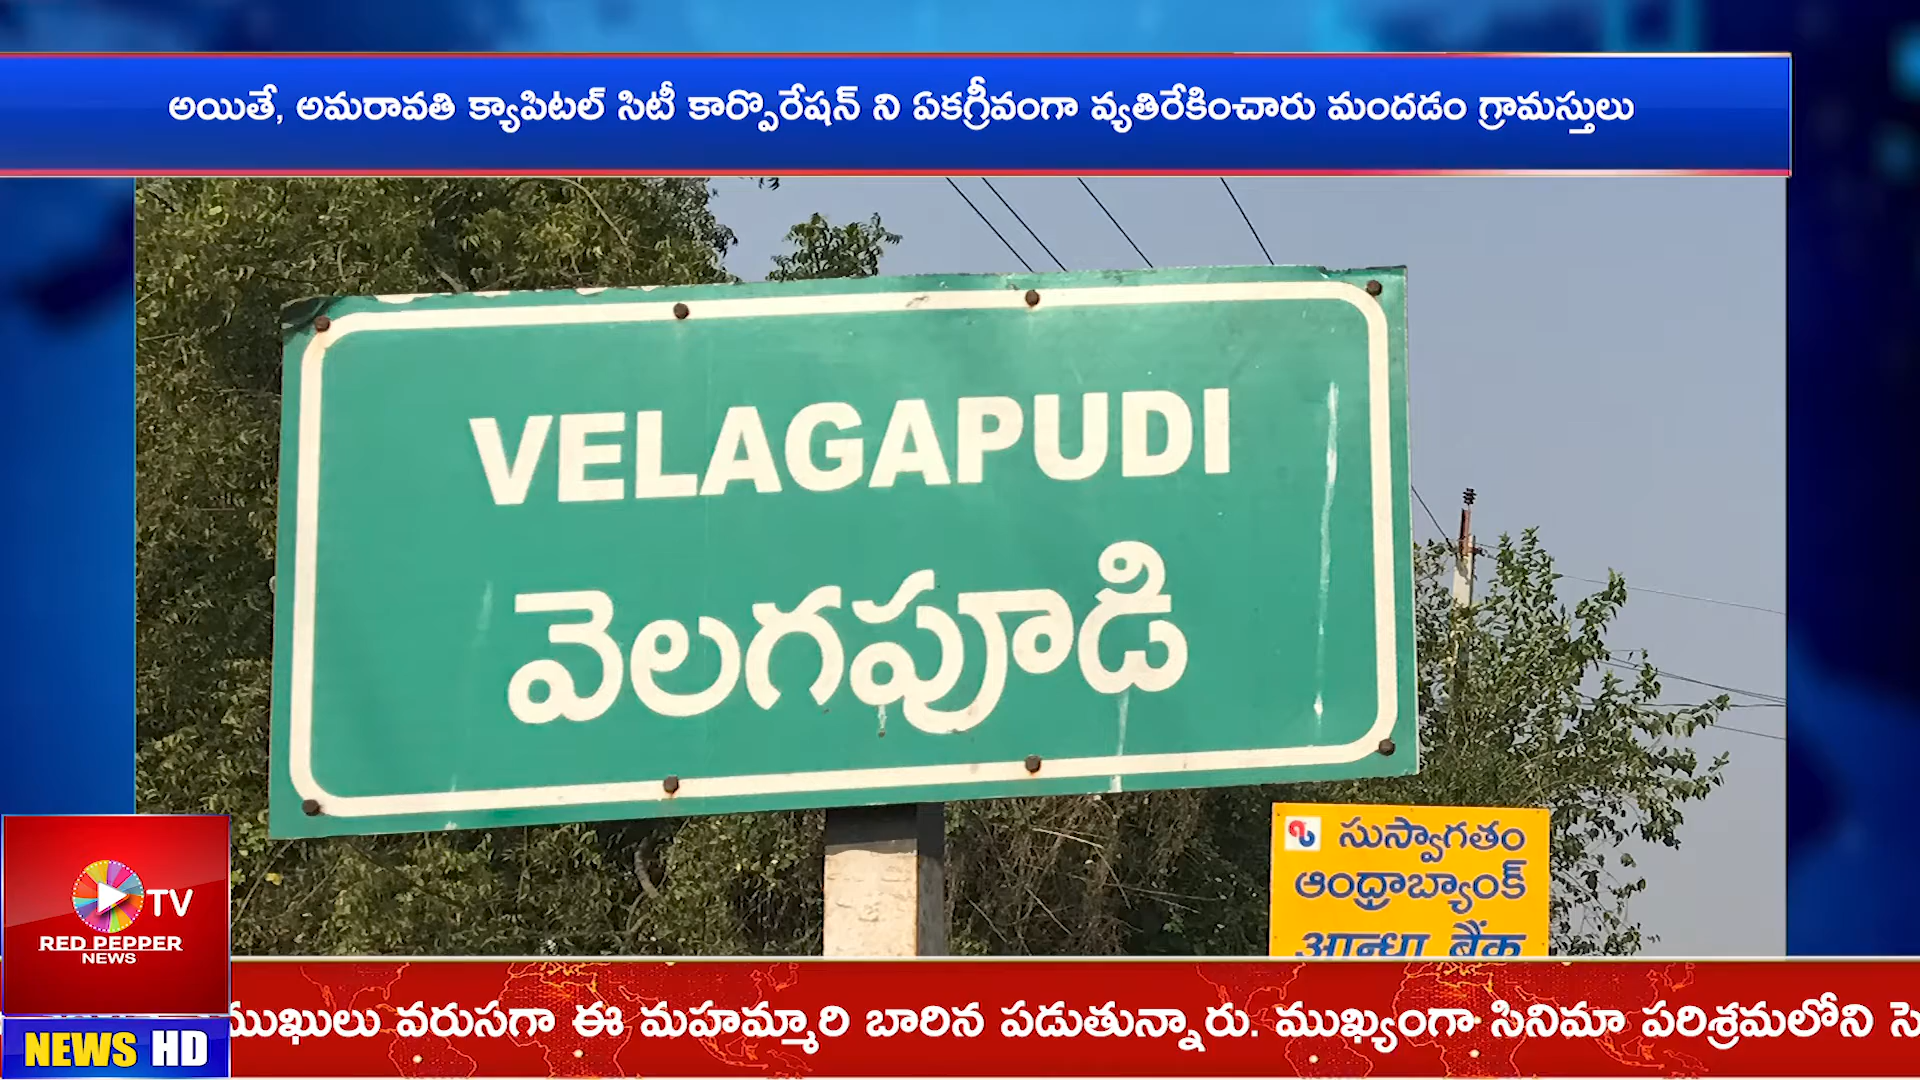 అయితే, అమరావతి క్యాపిటల్ సిటీ కార్పొరేషన్ ని ఏకగ్రీవంగా వ్యతిరేకించారు మందడం గ్రామస్తులు
VELAGAPUDI
వెలగపూడి
సుస్వాగతం
ఆంధ్రాబ్యాంక్
आन्ध्रा बैंक
TV
RED PEPPER
NEWS
వరుసగా ఈ మహమ్మారి బారిన పడుతున్నారు. ముఖ్యంగా సినిమా పరిశ్రమలోని
NEWS HD